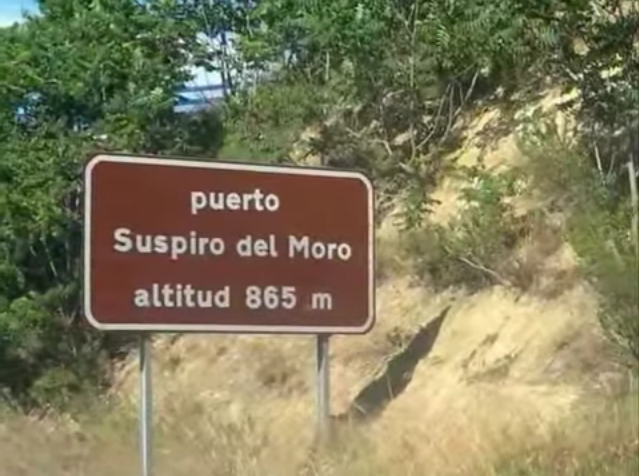 puerto
Suspiro del Moro
altitud 865 m